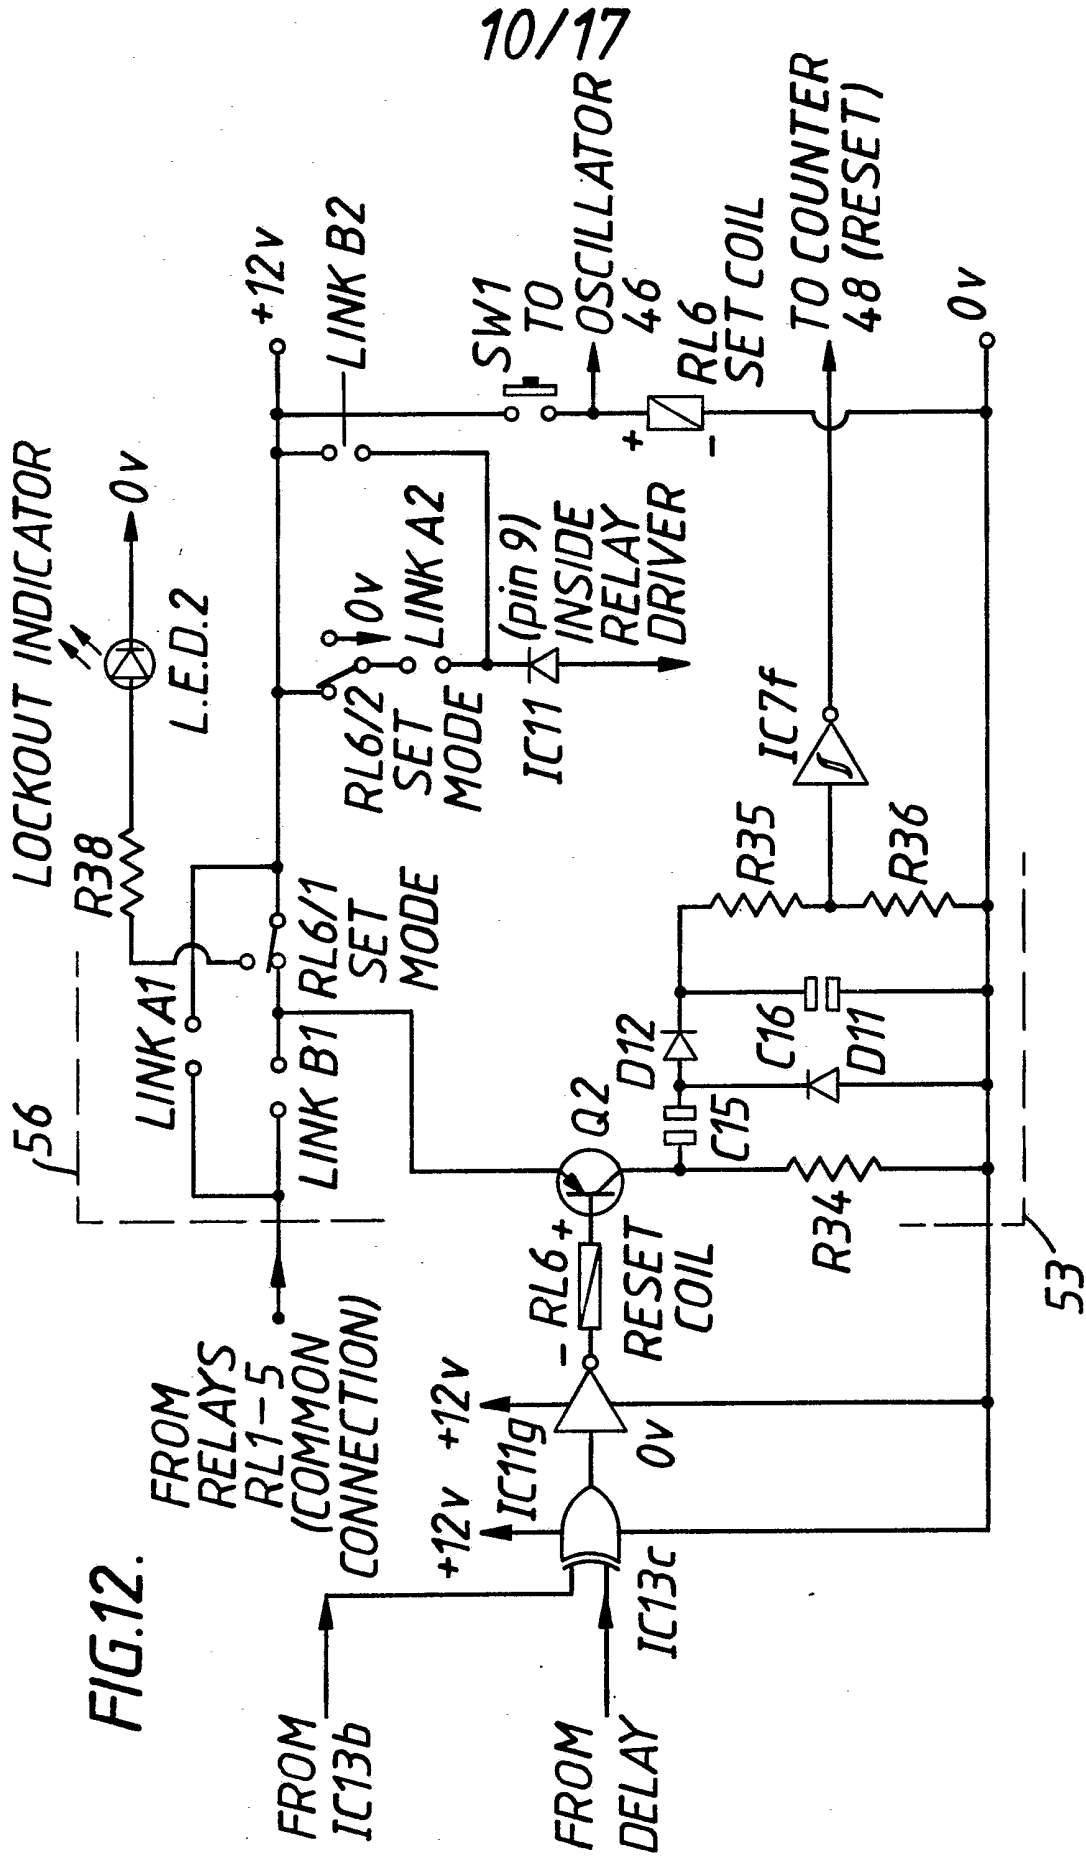 10/17
FIG.12.
LOCKOUT INDICATOR
R38
L.E.D.2
0v
56
LINK A1
LINK B1
RL6/1
SET
MODE
+12v
LINK B2
RL6/2
SET
MODE
0v
LINK A2
IC11
(pin 9)
INSIDE
RELAY
DRIVER
SW1
TO
OSCILLATOR
46
RL6
SET COIL
+
-
FROM
RELAYS
RL1-5
(COMMON
CONNECTION)
FROM
IC13b
FROM
DELAY
+12v
+12v
IC13c
IC11g
0v
- RL6 +
RESET
COIL
Q2
C15
D12
R34
C16
D11
R35
R36
IC7f
TO COUNTER
48 (RESET)
0v
53